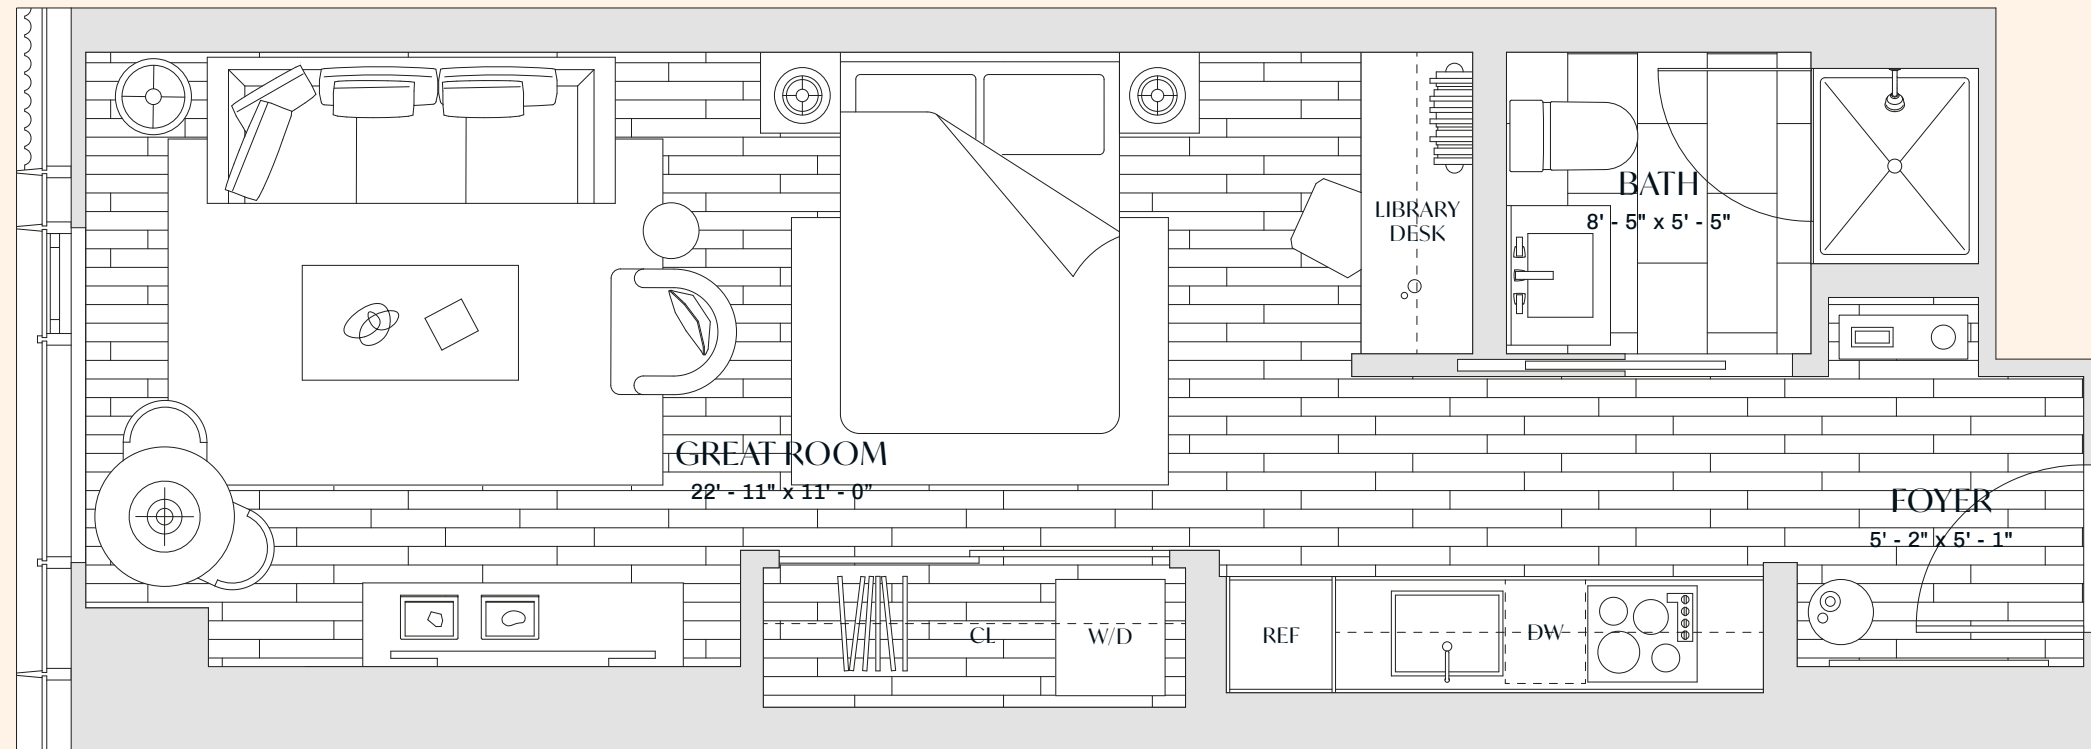 LIBRARY
DESK
BATH
8' - 5" x 5' - 5"
GREAT ROOM
22' - 11" x 11' - 0”
FOYER
5' - 2" x 5' - 1"
CL
W/D
REF
DW